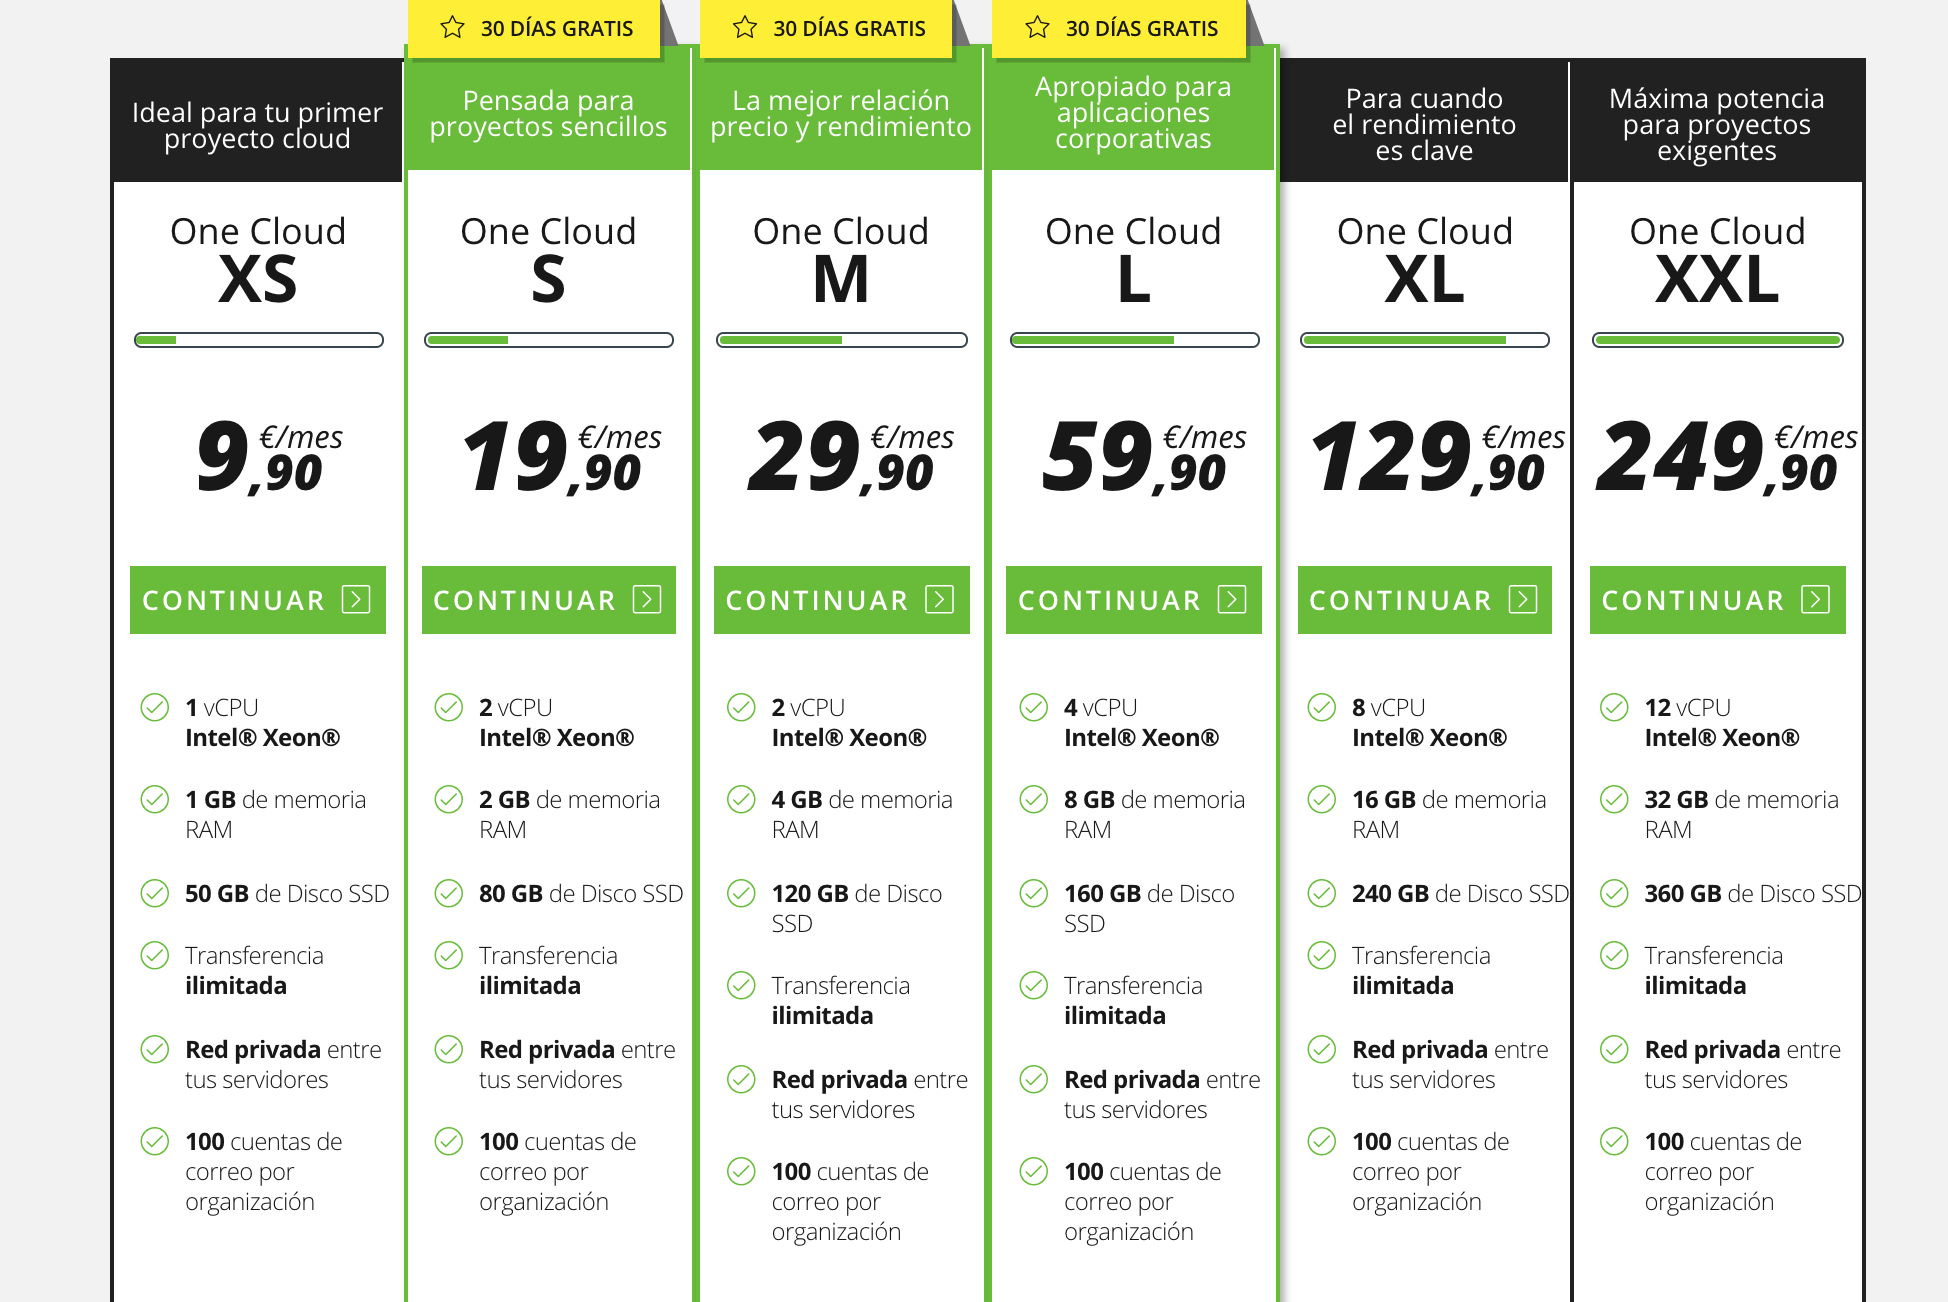 30 DÍAS GRATIS
30 DÍAS GRATIS
30 DÍAS GRATIS
Ideal para tu primer
proyecto cloud
One Cloud
XS
9,90 €/mes
CONTINUAR
1 vCPU
Intel® Xeon®
1 GB de memoria
RAM
50 GB de Disco SSD
Transferencia
ilimitada
Red privada entre
tus servidores
100 cuentas de
correo por
organización
Pensada para
proyectos sencillos
One Cloud
S
19,90 €/mes
CONTINUAR
2 vCPU
Intel® Xeon®
2 GB de memoria
RAM
80 GB de Disco SSD
Transferencia
ilimitada
Red privada entre
tus servidores
100 cuentas de
correo por
organización
La mejor relación
precio y rendimiento
One Cloud
M
29,90 €/mes
CONTINUAR
2 vCPU
Intel® Xeon®
4 GB de memoria
RAM
120 GB de Disco
SSD
Transferencia
ilimitada
Red privada entre
tus servidores
100 cuentas de
correo por
organización
Apropiado para
aplicaciones
corporativas
One Cloud
L
59,90 €/mes
CONTINUAR
4 vCPU
Intel® Xeon®
8 GB de memoria
RAM
160 GB de Disco
SSD
Transferencia
ilimitada
Red privada entre
tus servidores
100 cuentas de
correo por
organización
Para cuando
el rendimiento
es clave
One Cloud
XL
129,90 €/mes
CONTINUAR
8 vCPU
Intel® Xeon®
16 GB de memoria
RAM
240 GB de Disco SSD
Transferencia
ilimitada
Red privada entre
tus servidores
100 cuentas de
correo por
organización
Máxima potencia
para proyectos
exigentes
One Cloud
XXL
249,90 €/mes
CONTINUAR
12 vCPU
Intel® Xeon®
32 GB de memoria
RAM
360 GB de Disco SSD
Transferencia
ilimitada
Red privada entre
tus servidores
100 cuentas de
correo por
organización